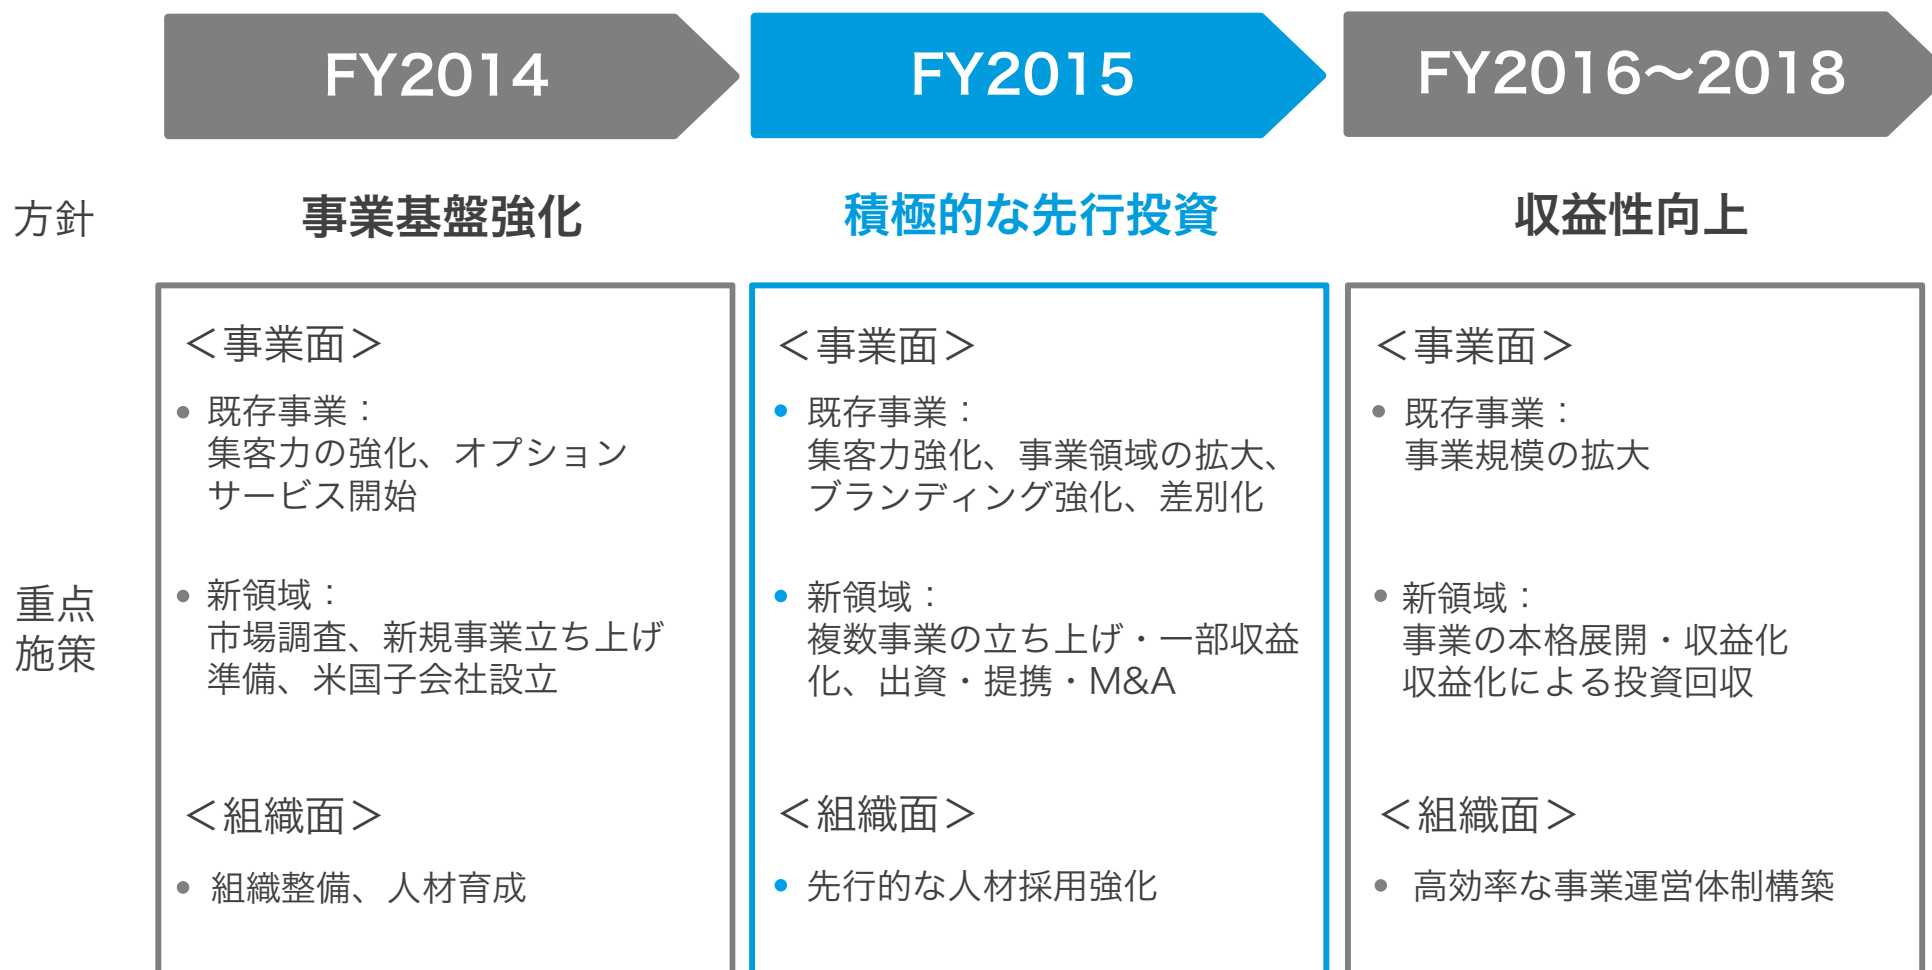 FY2014
FY2015
FY2016～2018
方針
事業基盤強化
積極的な先行投資
収益性向上
重点
施策
＜事業面＞
• 既存事業：
集客力の強化、オプション
サービス開始
• 新領域：
市場調査、新規事業立ち上げ
準備、米国子会社設立
＜組織面＞
• 組織整備、人材育成
＜事業面＞
• 既存事業：
集客力強化、事業領域の拡大、
ブランディング強化、差別化
• 新領域：
複数事業の立ち上げ・一部収益
化、出資・提携・M&A
＜組織面＞
• 先行的な人材採用強化
＜事業面＞
• 既存事業：
事業規模の拡大
• 新領域：
事業の本格展開・収益化
収益化による投資回収
＜組織面＞
• 高効率な事業運営体制構築